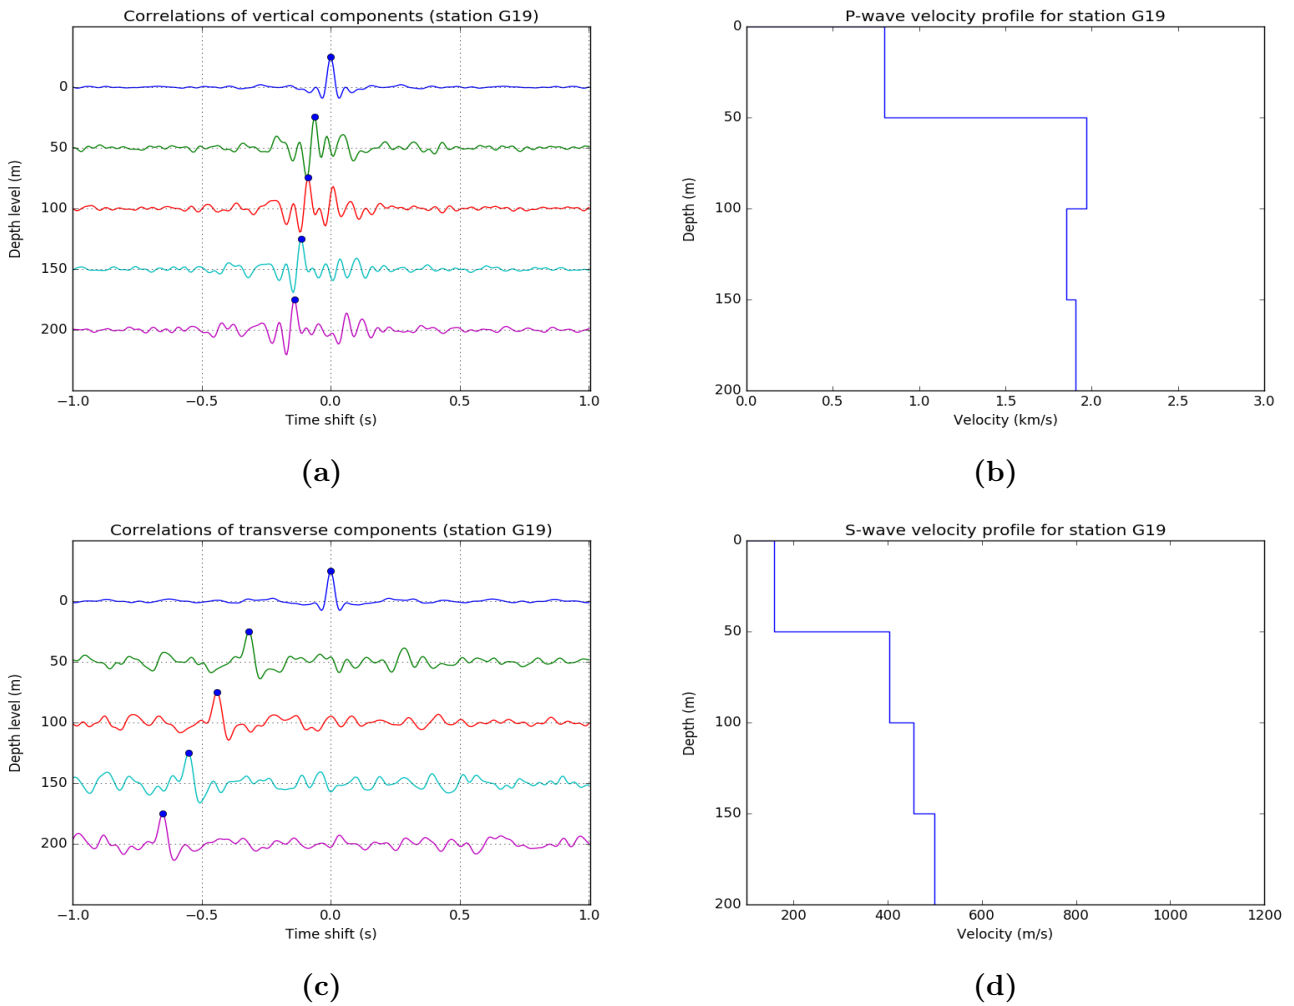 Correlations of vertical components (station G19)
0
50
100
150
200
Depth level (m)
−1.0 −0.5 0.0 0.5 1.0
Time shift (s)
(a)
P-wave velocity profile for station G19
0
50
100
150
200
Depth (m)
0.0 0.5 1.0 1.5 2.0 2.5 3.0
Velocity (km/s)
(b)
Correlations of transverse components (station G19)
0
50
100
150
200
Depth level (m)
−1.0 −0.5 0.0 0.5 1.0
Time shift (s)
(c)
S-wave velocity profile for station G19
0
50
100
150
200
Depth (m)
200 400 600 800 1000 1200
Velocity (m/s)
(d)